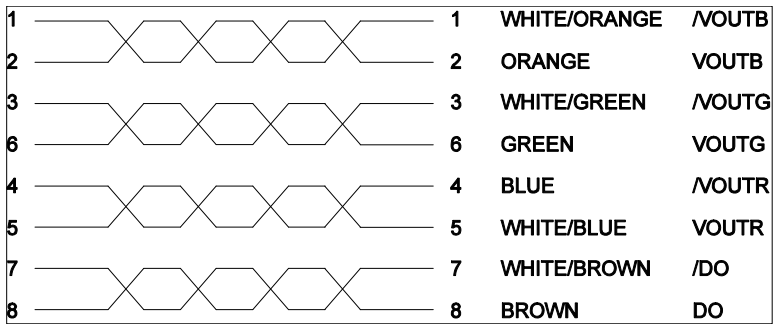 1 1 WHITE/ORANGE /VOUTB
2 2 ORANGE VOUTB
3 3 WHITE/GREEN /VOUTG
6 6 GREEN VOUTG
4 4 BLUE /VOUTR
5 5 WHITE/BLUE VOUTR
7 7 WHITE/BROWN /DO
8 8 BROWN DO